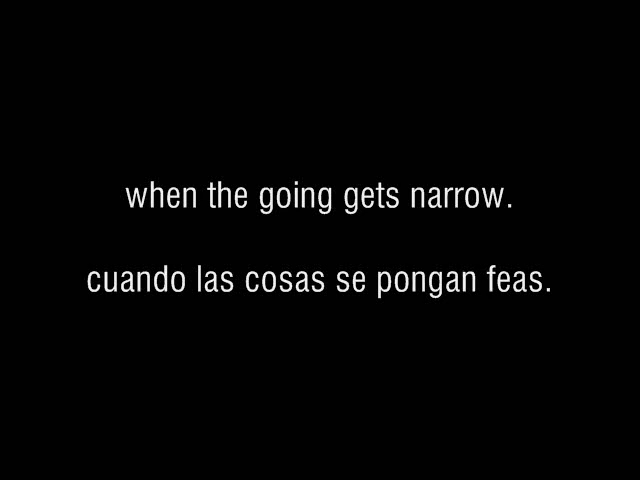 when the going gets narrow.
cuando las cosas se pongan feas.